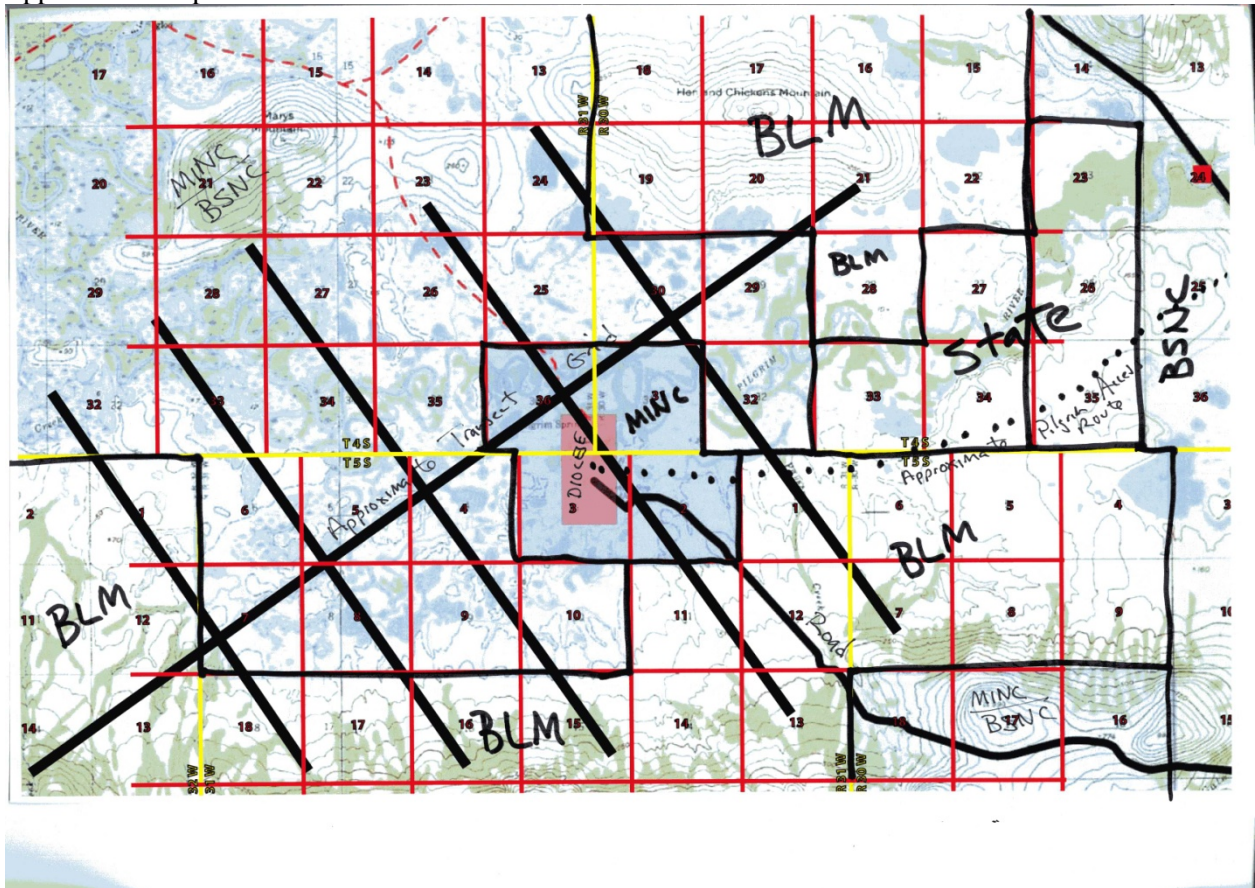 17 16 15 14 13 18 17 16 15 14 13
15 15
Hen and Chickens Mountain
Marys Mountain
BLM
R31W R30W
20 21 22 23 24 19 20 21 22 23 24
MINC
BSNC
RIVER
29 28 27 26 25 30 29 28 27 26 25
BLM
State
BSNC
RIVER
32 33 34 35 36 31 32 33 34 35 36
Approximate Transect Grid
MINC
PILGRIM
Pilgrim Access Route
Approximate
T4S
T5S
T4S
T5S
DIOCESE
2 1 6 5 4 3 2 1 6 5 4
BLM
BLM
11 12 7 8 9 10 11 12 7 8 9 10
Creek Road
14 13 18 17 16 15 14 13 18 17 16 15
BLM
MINC
BSNC
R31W R30W